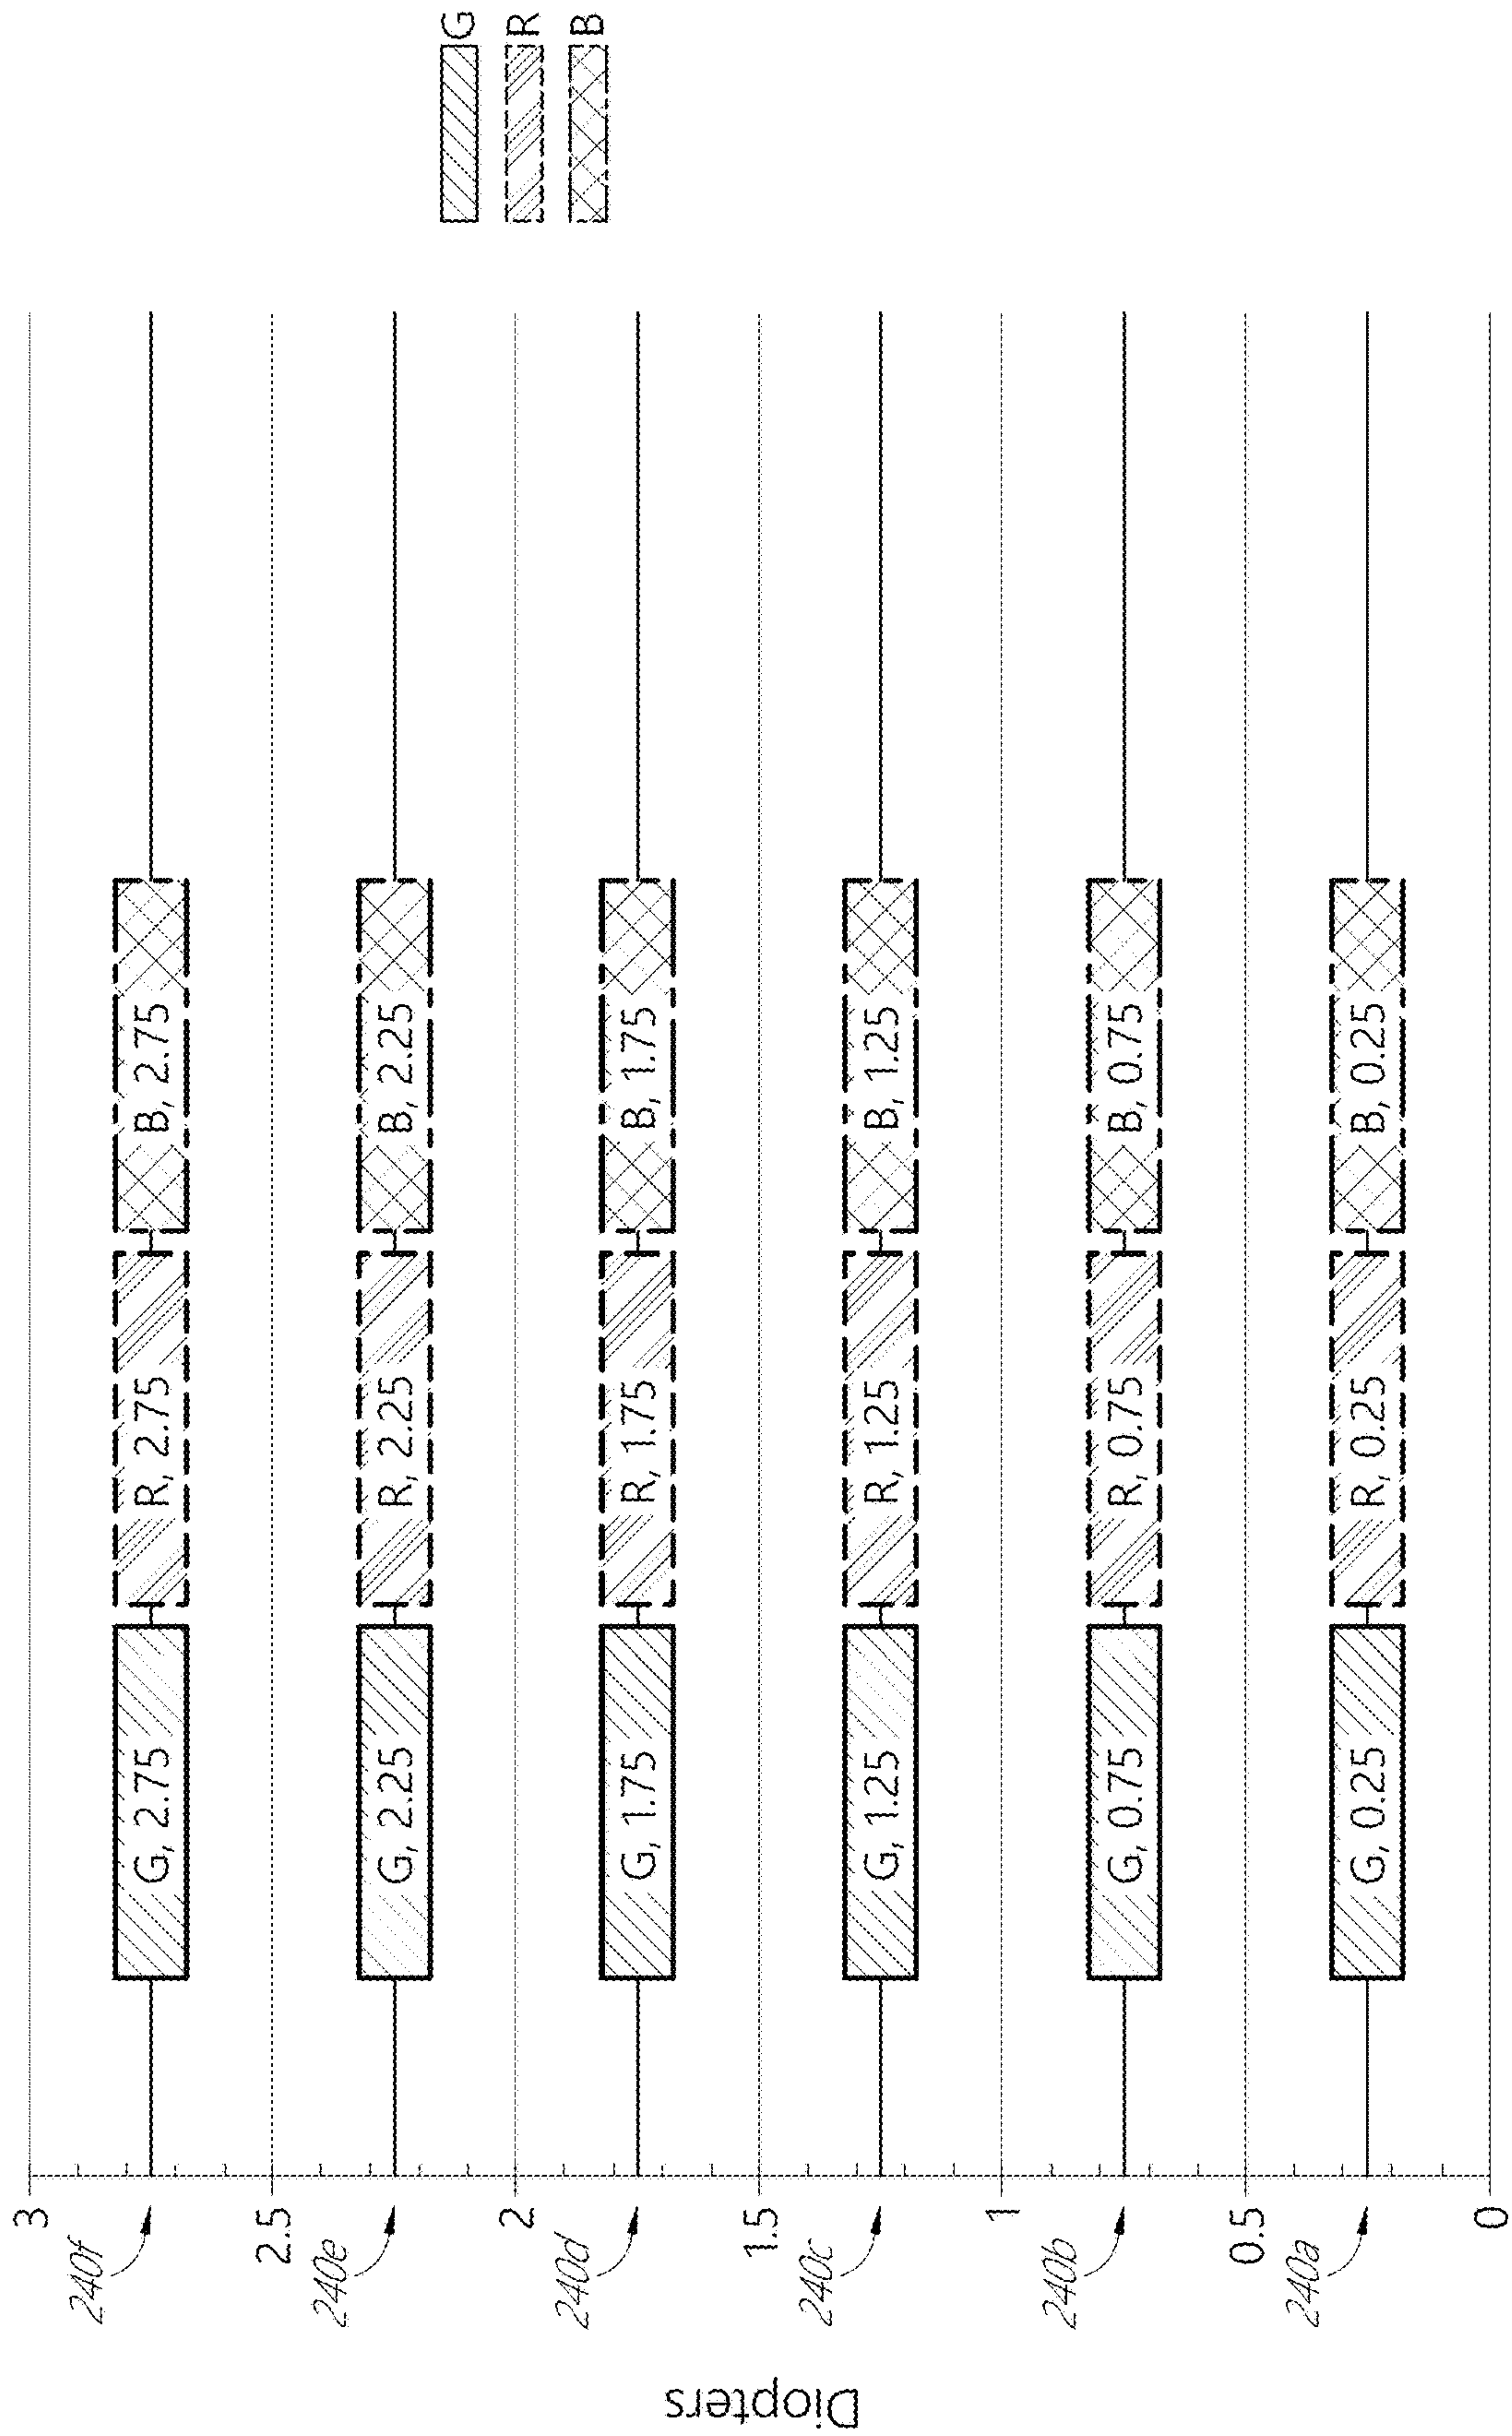 Diopters
3
240f
G, 2.75 R, 2.75 B, 2.75
2.5
240e
G, 2.25 R, 2.25 B, 2.25
2
240d
G, 1.75 R, 1.75 B, 1.75
1.5
240c
G, 1.25 R, 1.25 B, 1.25
1
240b
G, 0.75 R, 0.75 B, 0.75
0.5
240a
G, 0.25 R, 0.25 B, 0.25
0
G
R
B